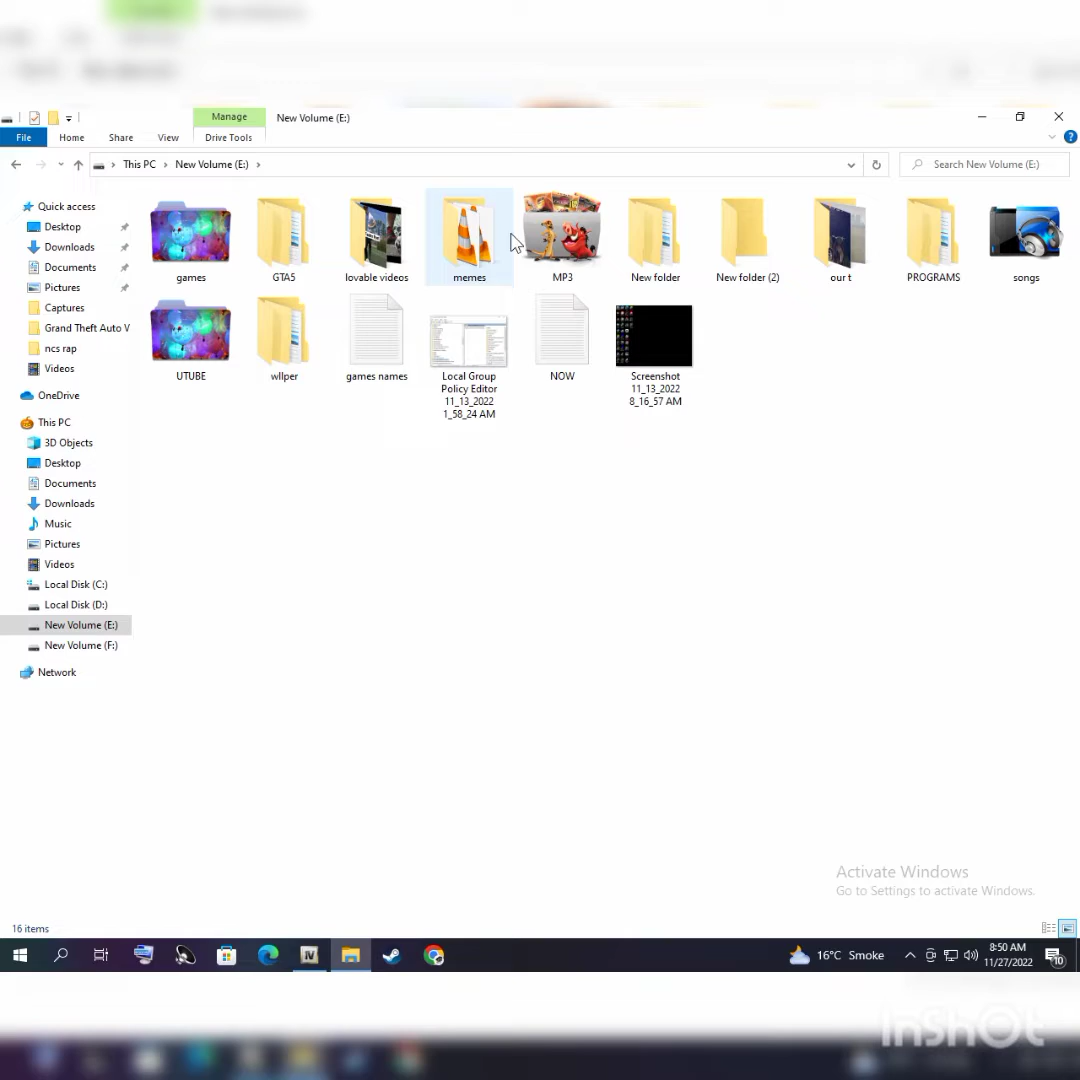 Manage
New Volume (E:)
File
Home
Share
View
Drive Tools
This PC
New Volume (E:)
Search New Volume (E:)
Quick access
Desktop
Downloads
Documents
Pictures
Captures
Grand Theft Auto V
ncs rap
Videos
OneDrive
This PC
3D Objects
Desktop
Documents
Downloads
Music
Pictures
Videos
Local Disk (C:)
Local Disk (D:)
New Volume (E:)
New Volume (F:)
Network
games
GTA5
lovable videos
memes
MP3
New folder
New folder (2)
our t
PROGRAMS
songs
UTUBE
wllper
games names
Local Group
Policy Editor
11_13_2022
1_58_24 AM
NOW
Screenshot
11_13_2022
8_16_57 AM
Activate Windows
Go to Settings to activate Windows.
16 items
IV
16°C Smoke
8:50 AM
11/27/2022
10
InShOt